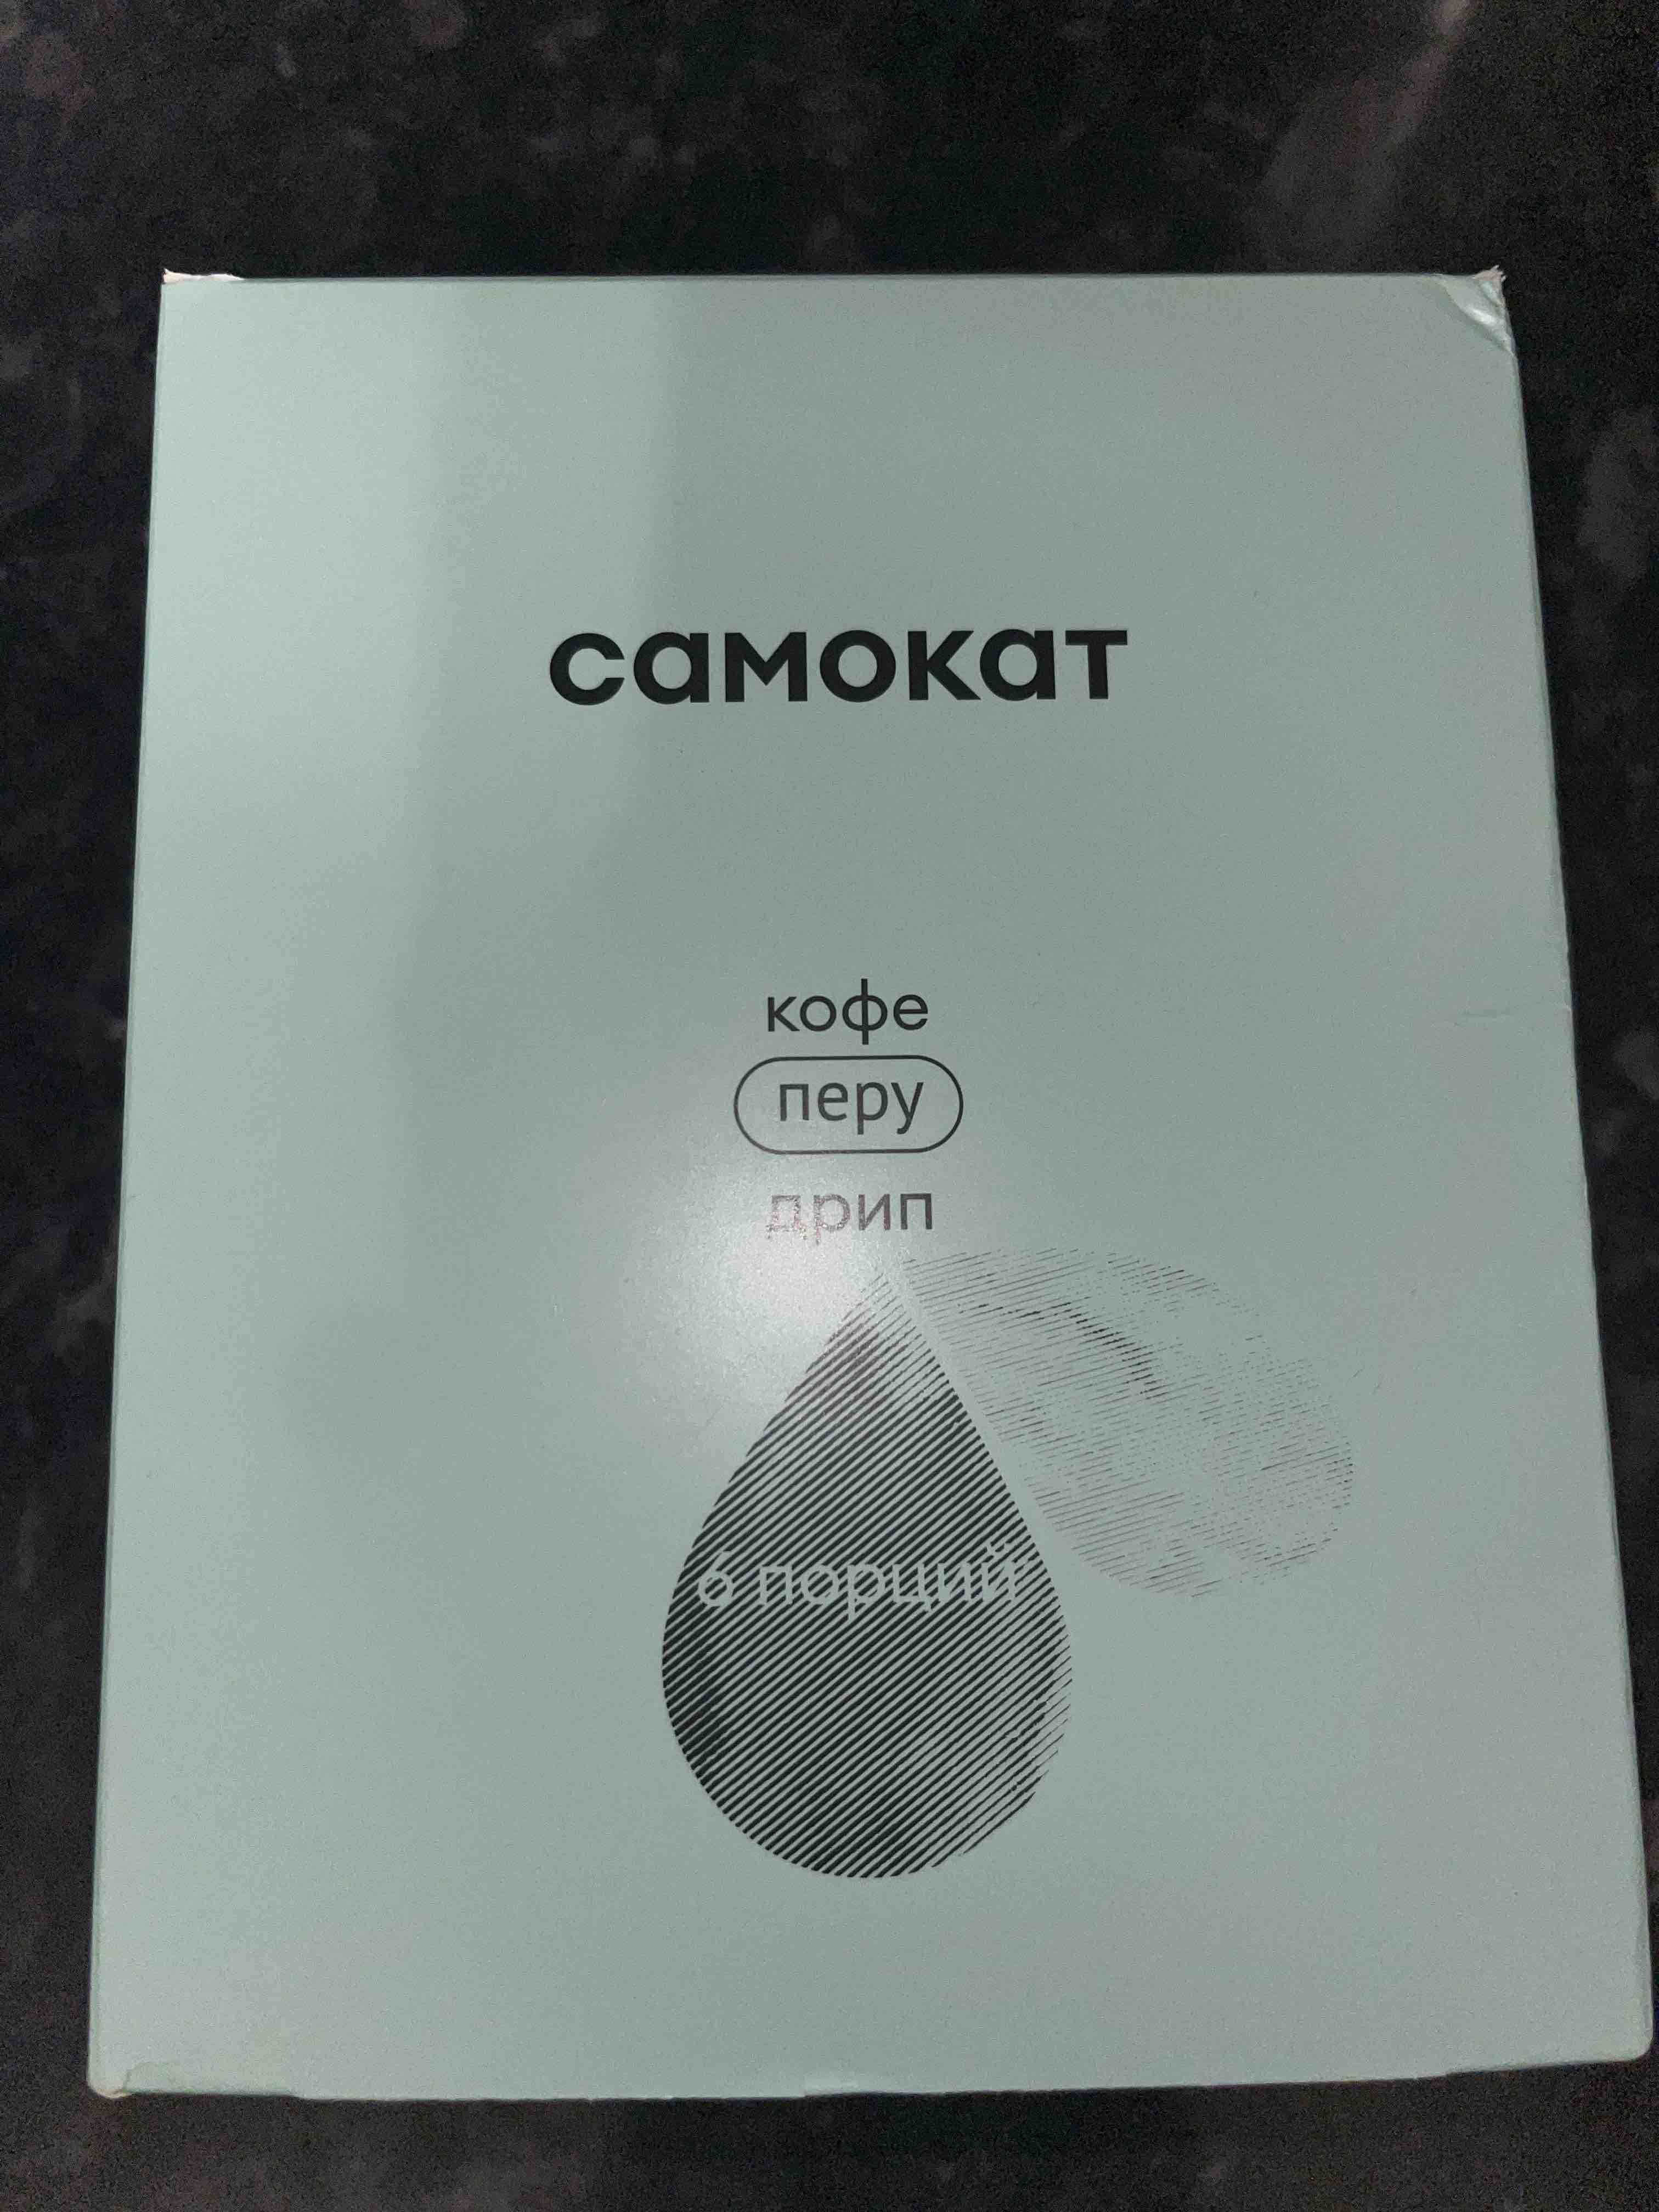 самокат
кофе
перу
дрип
6 порций